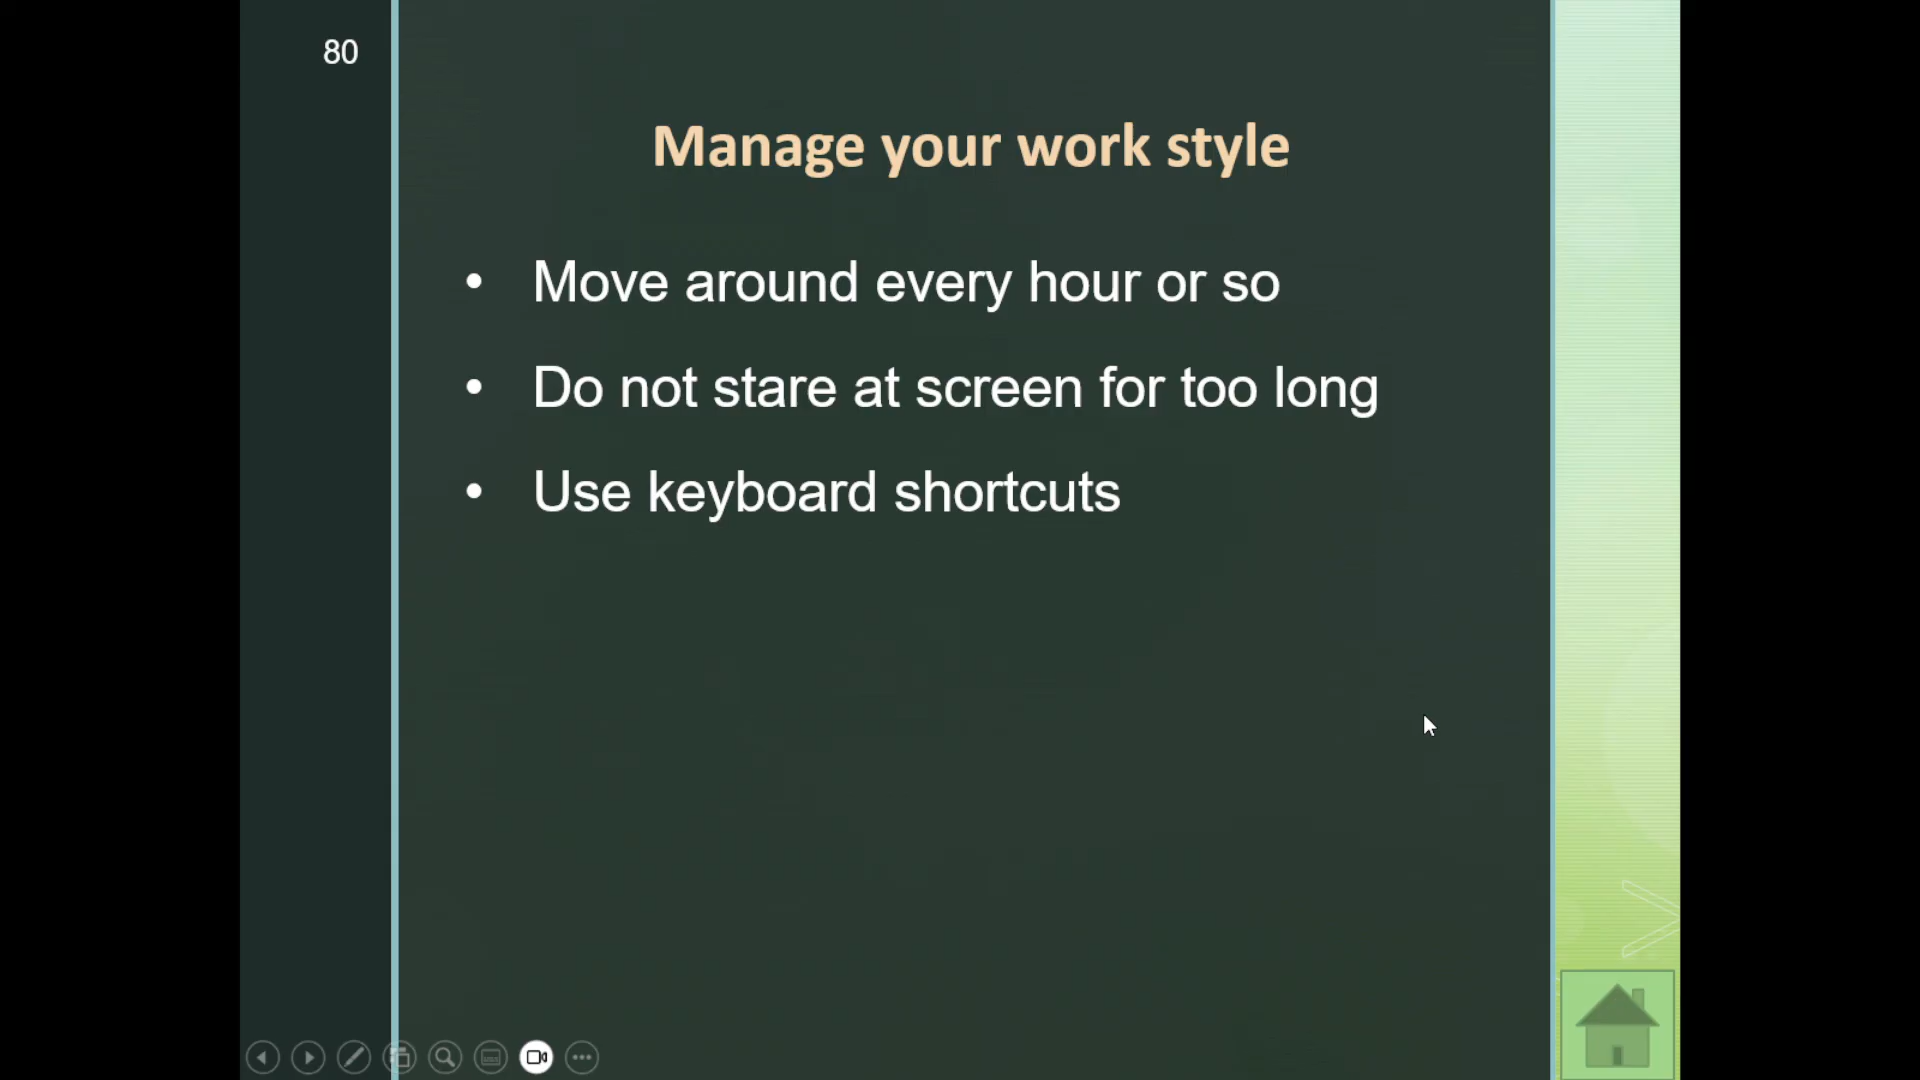 80
Manage your work style
• Move around every hour or so
• Do not stare at screen for too long
• Use keyboard shortcuts